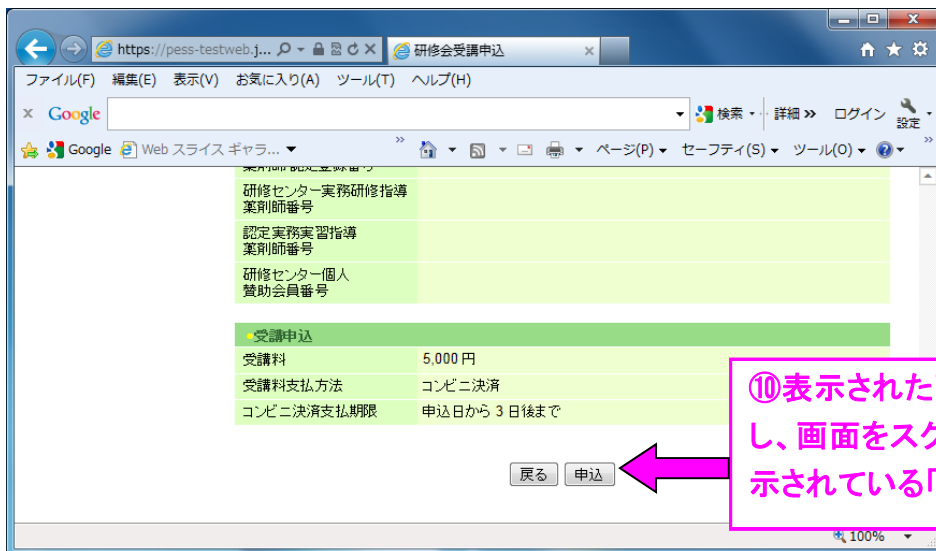 https://pess-testweb.j...
研修会受講申込
ファイル(F) 編集(E) 表示(V) お気に入り(A) ツール(T) ヘルプ(H)
x Google
検索
詳細 »
ログイン
設定
Google Web スライス ギャラ... ▼
ページ(P) セーフティ(S) ツール(O)
薬剤師認定登録番号
研修センター実務研修指導
薬剤師番号
認定実務実習指導
薬剤師番号
研修センター個人
賛助会員番号
受講申込
受講料 5,000 円
受講料支払方法 コンビニ決済
コンビニ決済支払期限 申込日から 3 日後まで
⑩表示された
し、画面をスク
示されている「
戻る 申込
100%